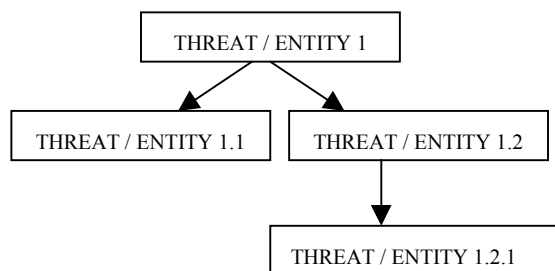 THREAT / ENTITY 1
THREAT / ENTITY 1.1
THREAT / ENTITY 1.2
THREAT / ENTITY 1.2.1